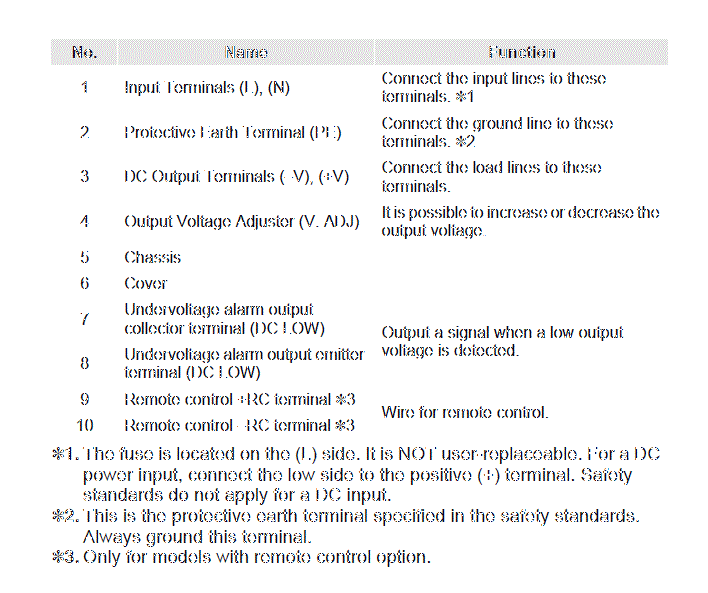 No. Name Function
1 Input Terminals (L), (N) Connect the input lines to these
terminals. *1
2 Protective Earth Terminal (PE) Connect the ground line to these
terminals. *2
3 DC Output Terminals (-V), (+V) Connect the load lines to these
terminals.
4 Output Voltage Adjuster (V. ADJ) It is possible to increase or decrease the
output voltage.
5 Chassis
6 Cover
7 Undervoltage alarm output
collector terminal (DC LOW)
Output a signal when a low output
voltage is detected.
8 Undervoltage alarm output emitter
terminal (DC LOW)
9 Remote control +RC terminal *3
Wire for remote control.
10 Remote control -RC terminal *3
*1. The fuse is located on the (L) side. It is NOT user-replaceable. For a DC
power input, connect the low side to the positive (+) terminal. Safety
standards do not apply for a DC input.
*2. This is the protective earth terminal specified in the safety standards.
Always ground this terminal.
*3. Only for models with remote control option.